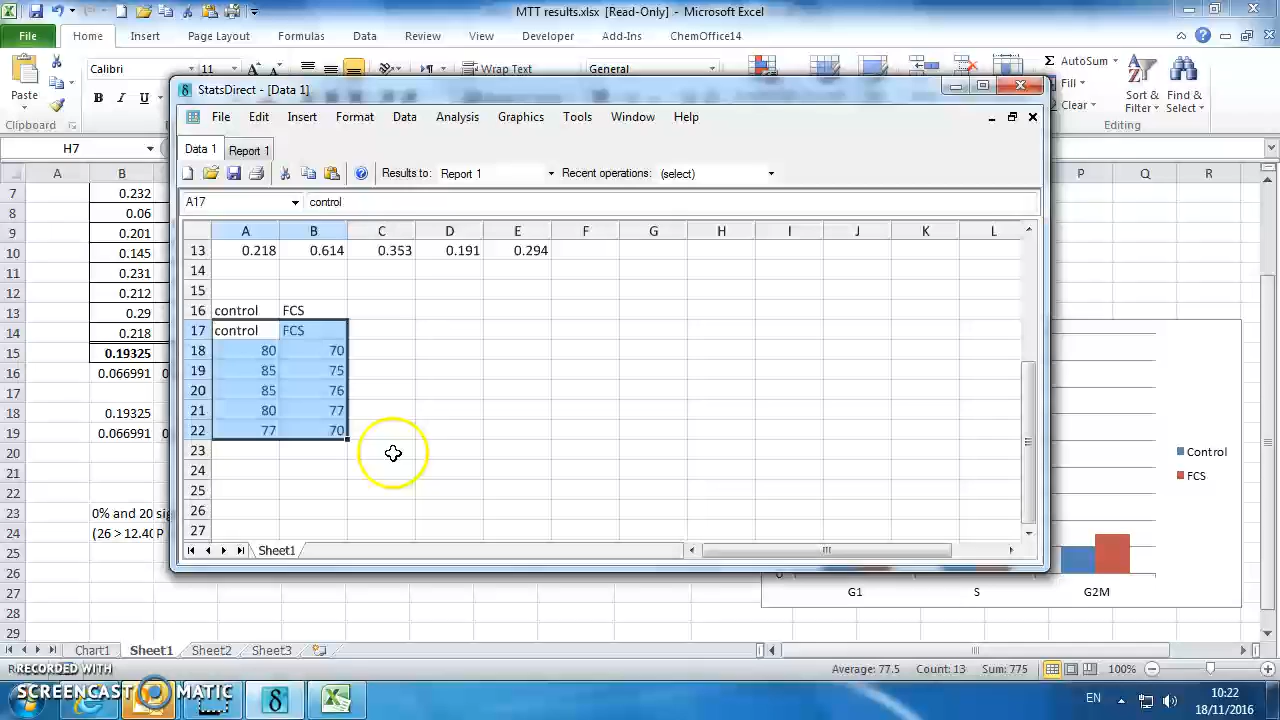 MTT results.xlsx [Read-Only] - Microsoft Excel
File Home Insert Page Layout Formulas Data Review View Developer Add-Ins ChemOffice14
Paste
Calibri 11
B I U
Wrap Text
General
Σ AutoSum
Fill
Clear
Sort & Filter
Find & Select
Clipboard
Editing
H7
StatsDirect - [Data 1]
File Edit Insert Format Data Analysis Graphics Tools Window Help
Data 1 Report 1
Results to: Report 1 Recent operations: (select)
A17 control
A B C D E F G H I J K L
13 0.218 0.614 0.353 0.191 0.294
14
15
16 control FCS
17 control FCS
18 80 70
19 85 75
20 85 76
21 80 77
22 77 70
23
24
25
26
27
Sheet1
A B P Q R
7 0.232
8 0.06
9 0.201
10 0.145
11 0.231
12 0.212
13 0.29
14 0.218
15 0.19325
16 0.066991
17
18 0.19325
19 0.066991
20
21
22
23 0% and 20 sig
24 (26 > 12.40 P
25
26
27
28
29
Control
FCS
0
G1 S G2M
Chart1 Sheet1 Sheet2 Sheet3
Average: 77.5 Count: 13 Sum: 775 100%
RECORDED WITH
SCREENCAST MATIC
δ
EN
10:22
18/11/2016